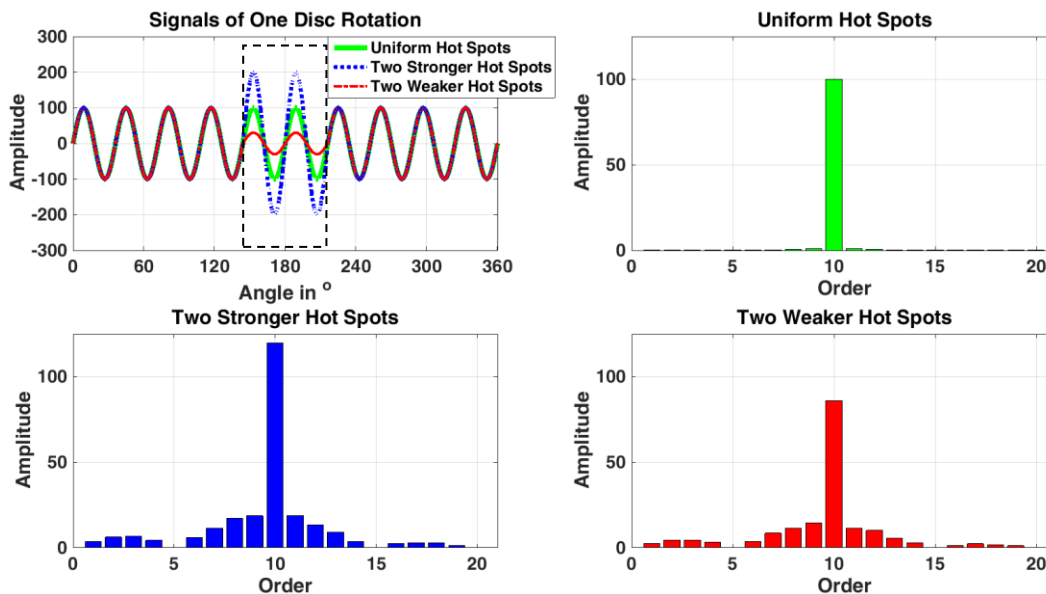 Signals of One Disc Rotation
300
200
100
0
-100
-200
-300
Amplitude
0 60 120 180 240 300 360
Angle in °
Uniform Hot Spots
Two Stronger Hot Spots
Two Weaker Hot Spots
Uniform Hot Spots
100
50
0
Amplitude
0 5 10 15 20
Order
Two Stronger Hot Spots
100
50
0
Amplitude
0 5 10 15 20
Order
Two Weaker Hot Spots
100
50
0
Amplitude
0 5 10 15 20
Order